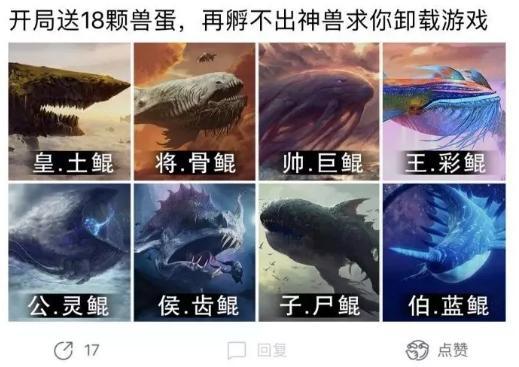 开局送18颗兽蛋，再孵不出神兽求你卸载游戏
皇.土鲲
将.骨鲲
帅.巨鲲
王.彩鲲
公.灵鲲
侯.齿鲲
子.尸鲲
伯.蓝鲲
17
回复
点赞